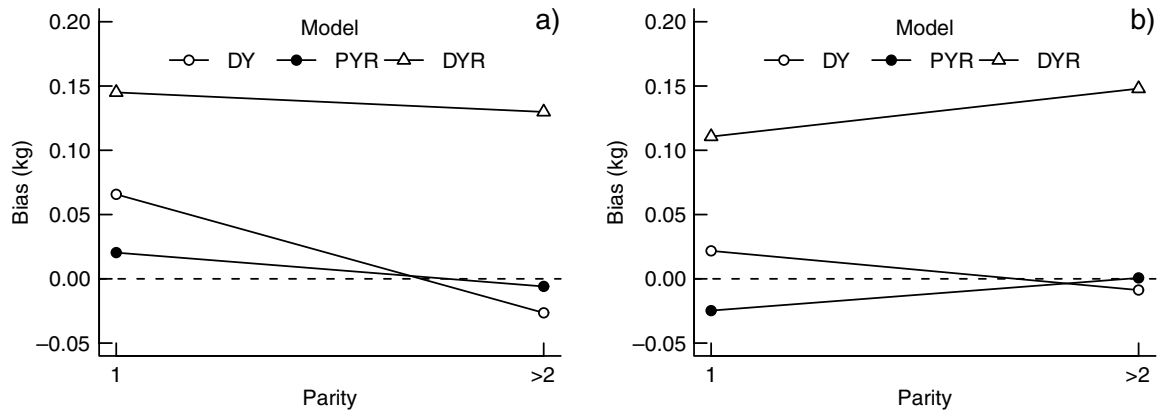 a)
Model
DY PYR DYR
0.20
0.15
0.10
0.05
0.00
−0.05
Bias (kg)
1 >2
Parity
b)
Model
DY PYR DYR
0.20
0.15
0.10
0.05
0.00
−0.05
Bias (kg)
1 >2
Parity